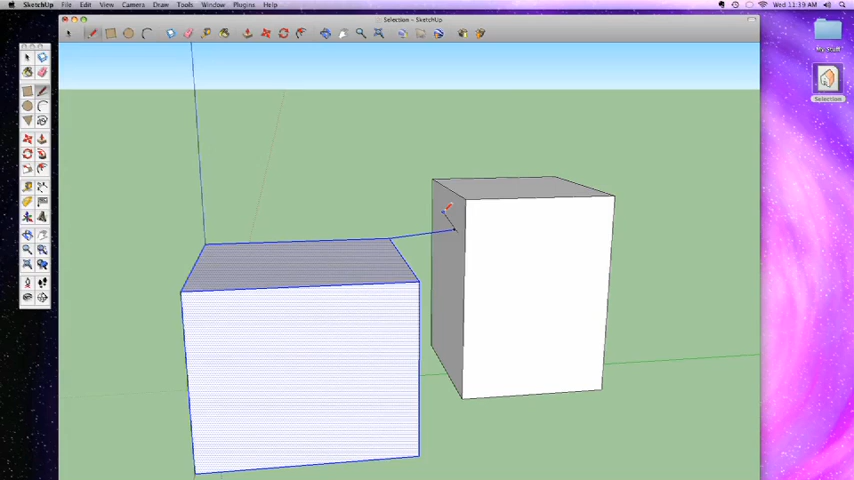 SketchUp File Edit View Camera Draw Tools Window Plugins Help
Wed 11:39 AM
Selection - SketchUp
My Stuff
Selection